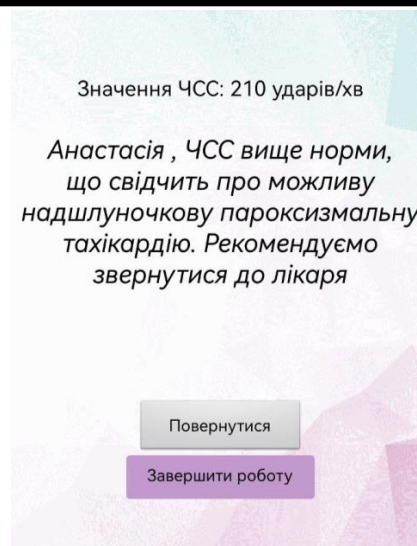 Значення ЧСС: 210 ударів/хв
Анастасія , ЧСС вище норми,
що свідчить про можливу
надшлуночкову пароксизмальну
тахікардію. Рекомендуємо
звернутися до лікаря
Повернутися
Завершити роботу